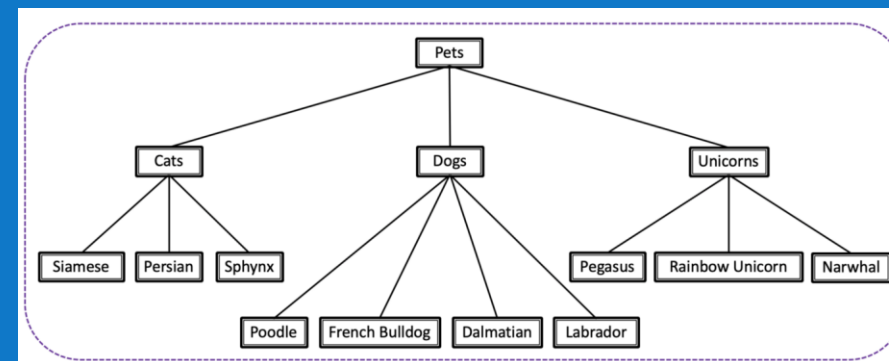 Pets
Cats Dogs Unicorns
Siamese Persian Sphynx Pegasus Rainbow Unicorn Narwhal
Poodle French Bulldog Dalmatian Labrador